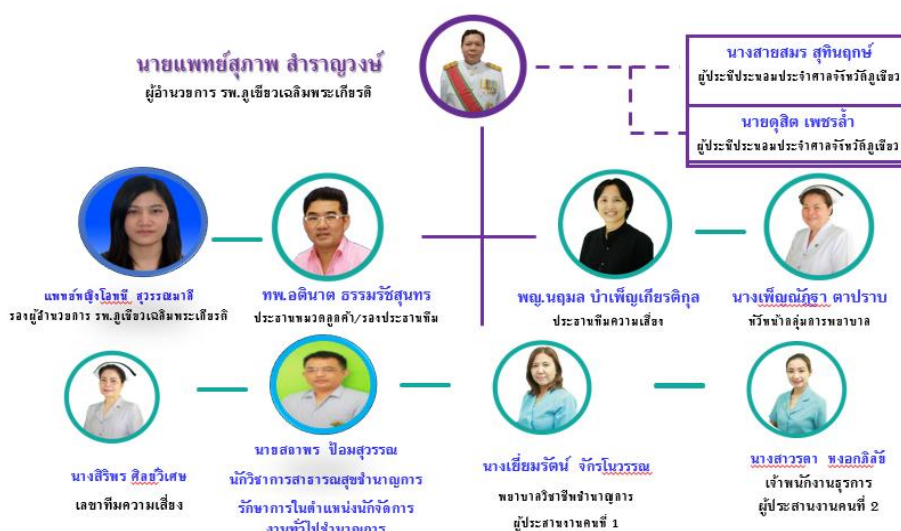 นายแพทย์สุภาพ สำราญวงษ์
ผู้อำนวยการ รพ.ภูเขียวเฉลิมพระเกียรติ
นางสายสมร สุทินฤกษ์
ผู้ประนีประนอมประจำศาลจังหวัดภูเขียว
นายดุสิต เพชรล้ำ
ผู้ประนีประนอมประจำศาลจังหวัดภูเขียว
แพทย์หญิงโอทนี สุวรรณมาลี
รองผู้อำนวยการ รพ.ภูเขียวเฉลิมพระเกียรติ
ทพ.อตินาต ธรรมรัชสุนทร
ประธานหมวดลูกค้า/รองประธานทีม
พญ.นฤมล บำเพ็ญเกียรติกุล
ประธานทีมความเสี่ยง
นางเพ็ญณัฎฐา ตาปราบ
หัวหน้ากลุ่มการพยาบาล
นางสิริพร ศิลปวิเศษ
เลขาทีมความเสี่ยง
นายสถาพร ป้อมสุวรรณ
นักวิชาการสาธารณสุขชำนาญการ
รักษาการในตำแหน่งนักจัดการ
งานทั่วไปชำนาญการ
นางเยี่ยมรัตน์ จักรโนวรรณ
พยาบาลวิชาชีพชำนาญการ
ผู้ประสานงานคนที่ 1
นางสาวรดา
เจ้าพนักงานธุรการ
ผู้ประสานงานคนที่ 2